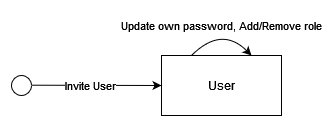 Update own password, Add/Remove role
Invite User
User